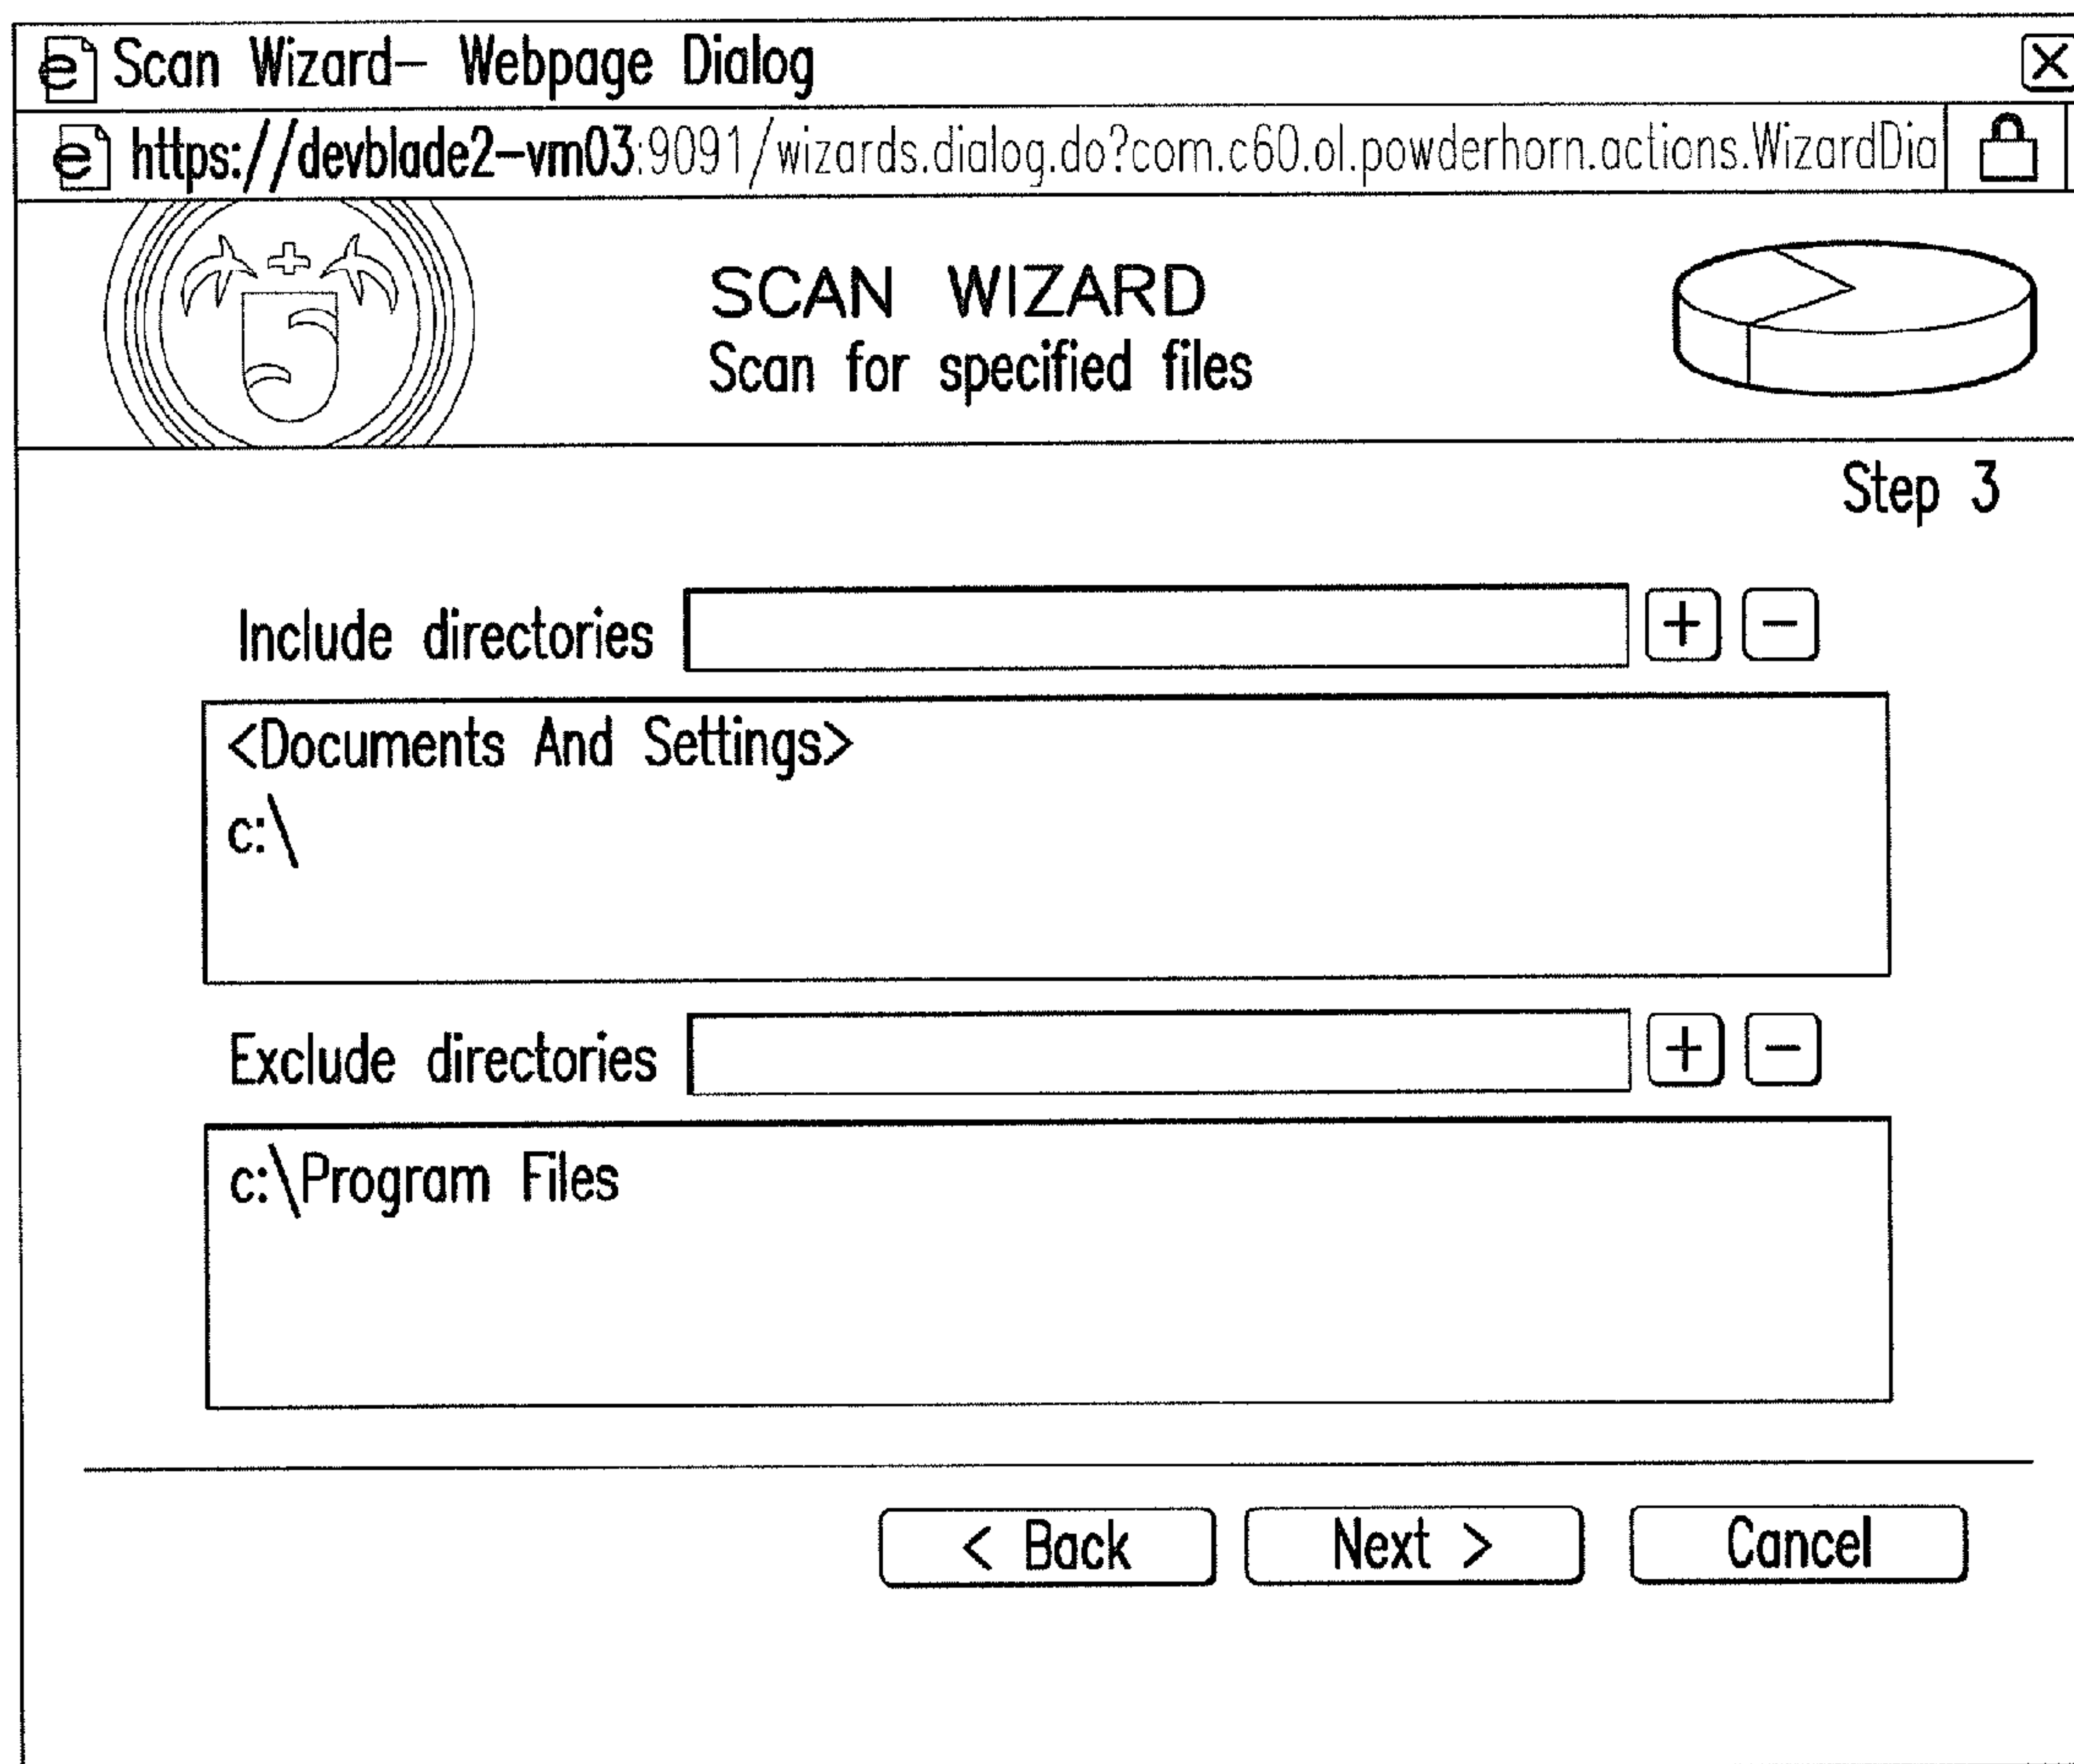 Scan Wizard– Webpage Dialog
https://devblade2–vm03:9091/wizards.dialog.do?com.c60.ol.powderhorn.actions.WizardDia
SCAN WIZARD
Scan for specified files
Step 3
Include directories + −
<Documents And Settings>
c:\
Exclude directories + −
c:\Program Files
< Back Next > Cancel